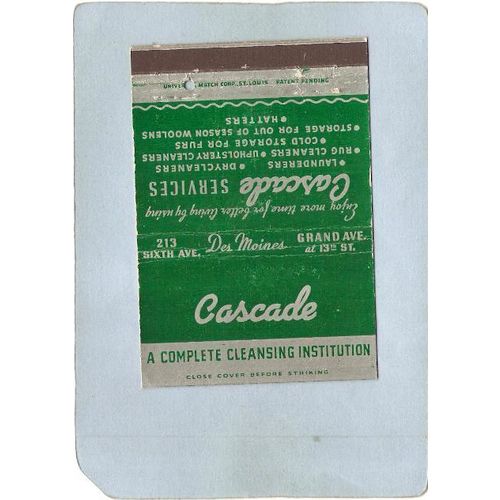 UNIVERSAL MATCH CORP., ST. LOUIS PATENT PENDING
Enjoy more time for better living by using
Cascade SERVICES
• LAUNDERERS • DRYCLEANERS
• RUG CLEANERS • UPHOLSTERY CLEANERS
• COLD STORAGE FOR FURS
• STORAGE FOR OUT OF SEASON WOOLENS
• HATTERS
213 SIXTH AVE. Des Moines GRAND AVE. at 13TH ST.
Cascade
A COMPLETE CLEANSING INSTITUTION
CLOSE COVER BEFORE STRIKING